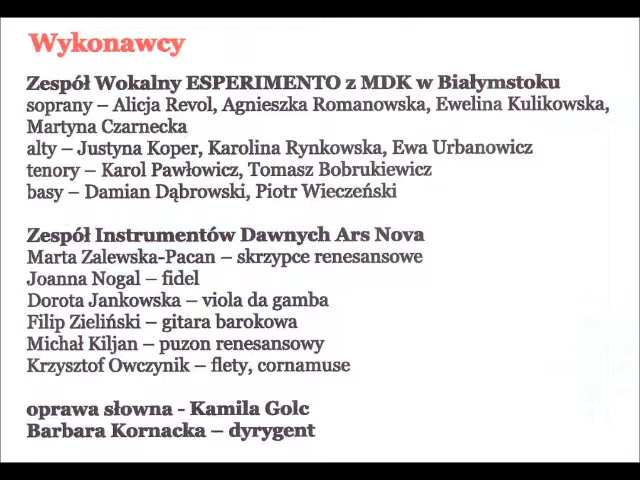 Wykonawcy
Zespół Wokalny ESPERIMENTO z MDK w Białymstoku
soprany – Alicja Revol, Agnieszka Romanowska, Ewelina Kulikowska,
Martyna Czarnecka
alty – Justyna Koper, Karolina Rynkowska, Ewa Urbanowicz
tenory – Karol Pawłowicz, Tomasz Bobrukiewicz
basy – Damian Dąbrowski, Piotr Wieczeński
Zespół Instrumentów Dawnych Ars Nova
Marta Zalewska-Pacan – skrzypce renesansowe
Joanna Nogal – fidel
Dorota Jankowska – viola da gamba
Filip Zieliński – gitara barokowa
Michał Kiljan – puzon renesansowy
Krzysztof Owczynik – flety, cornamuse
oprawa słowna - Kamila Golc
Barbara Kornacka – dyrygent